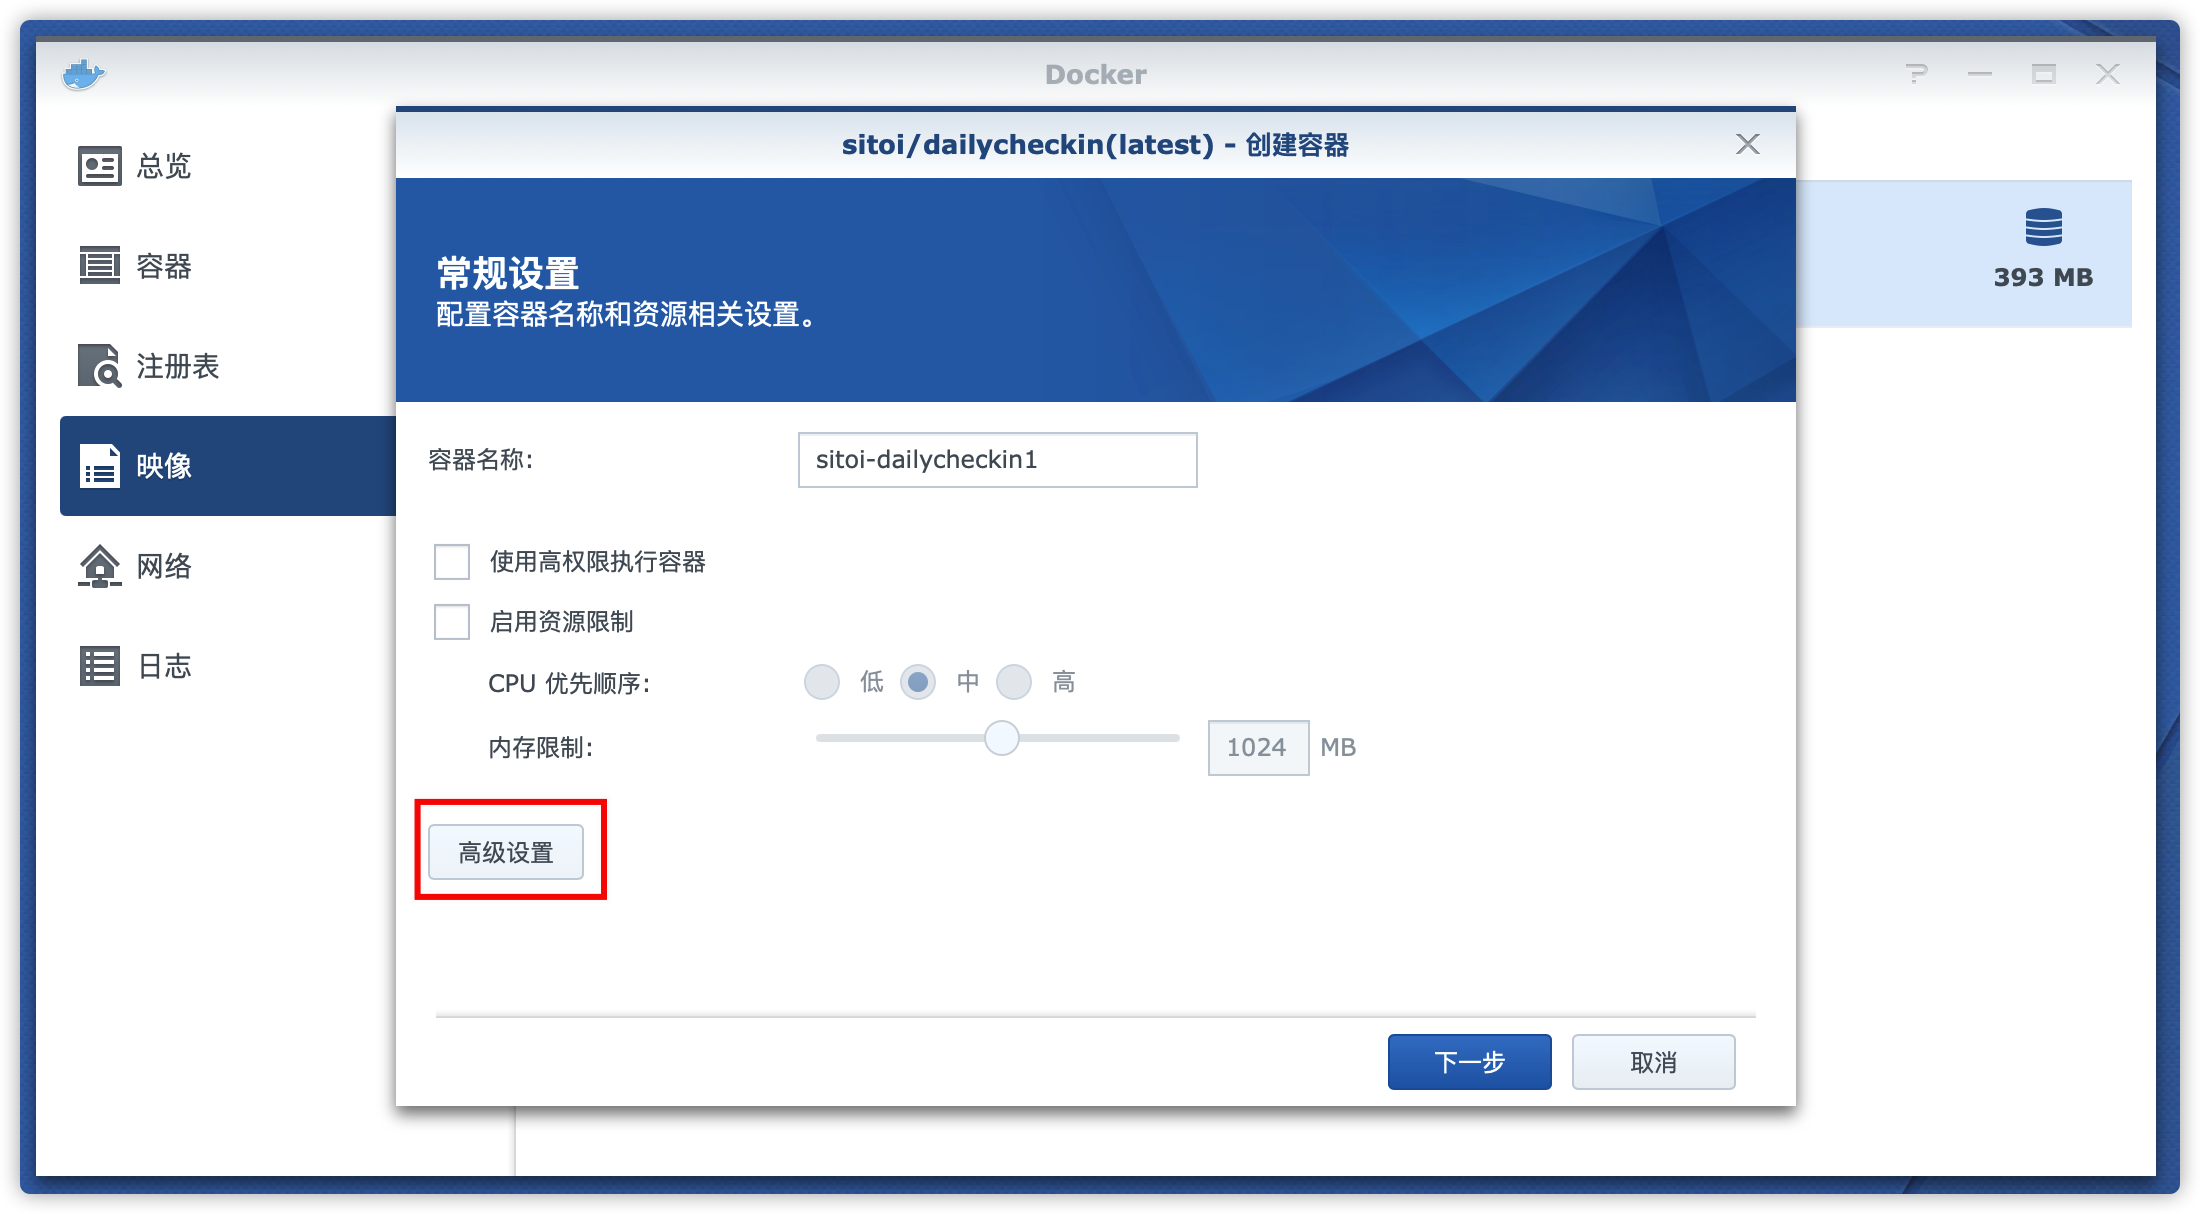 Docker
总览
容器
注册表
映像
网络
日志
393 MB
sitoi/dailycheckin(latest) - 创建容器
常规设置
配置容器名称和资源相关设置。
容器名称: sitoi-dailycheckin1
使用高权限执行容器
启用资源限制
CPU 优先顺序: 低 中 高
内存限制: 1024 MB
高级设置
下一步 取消